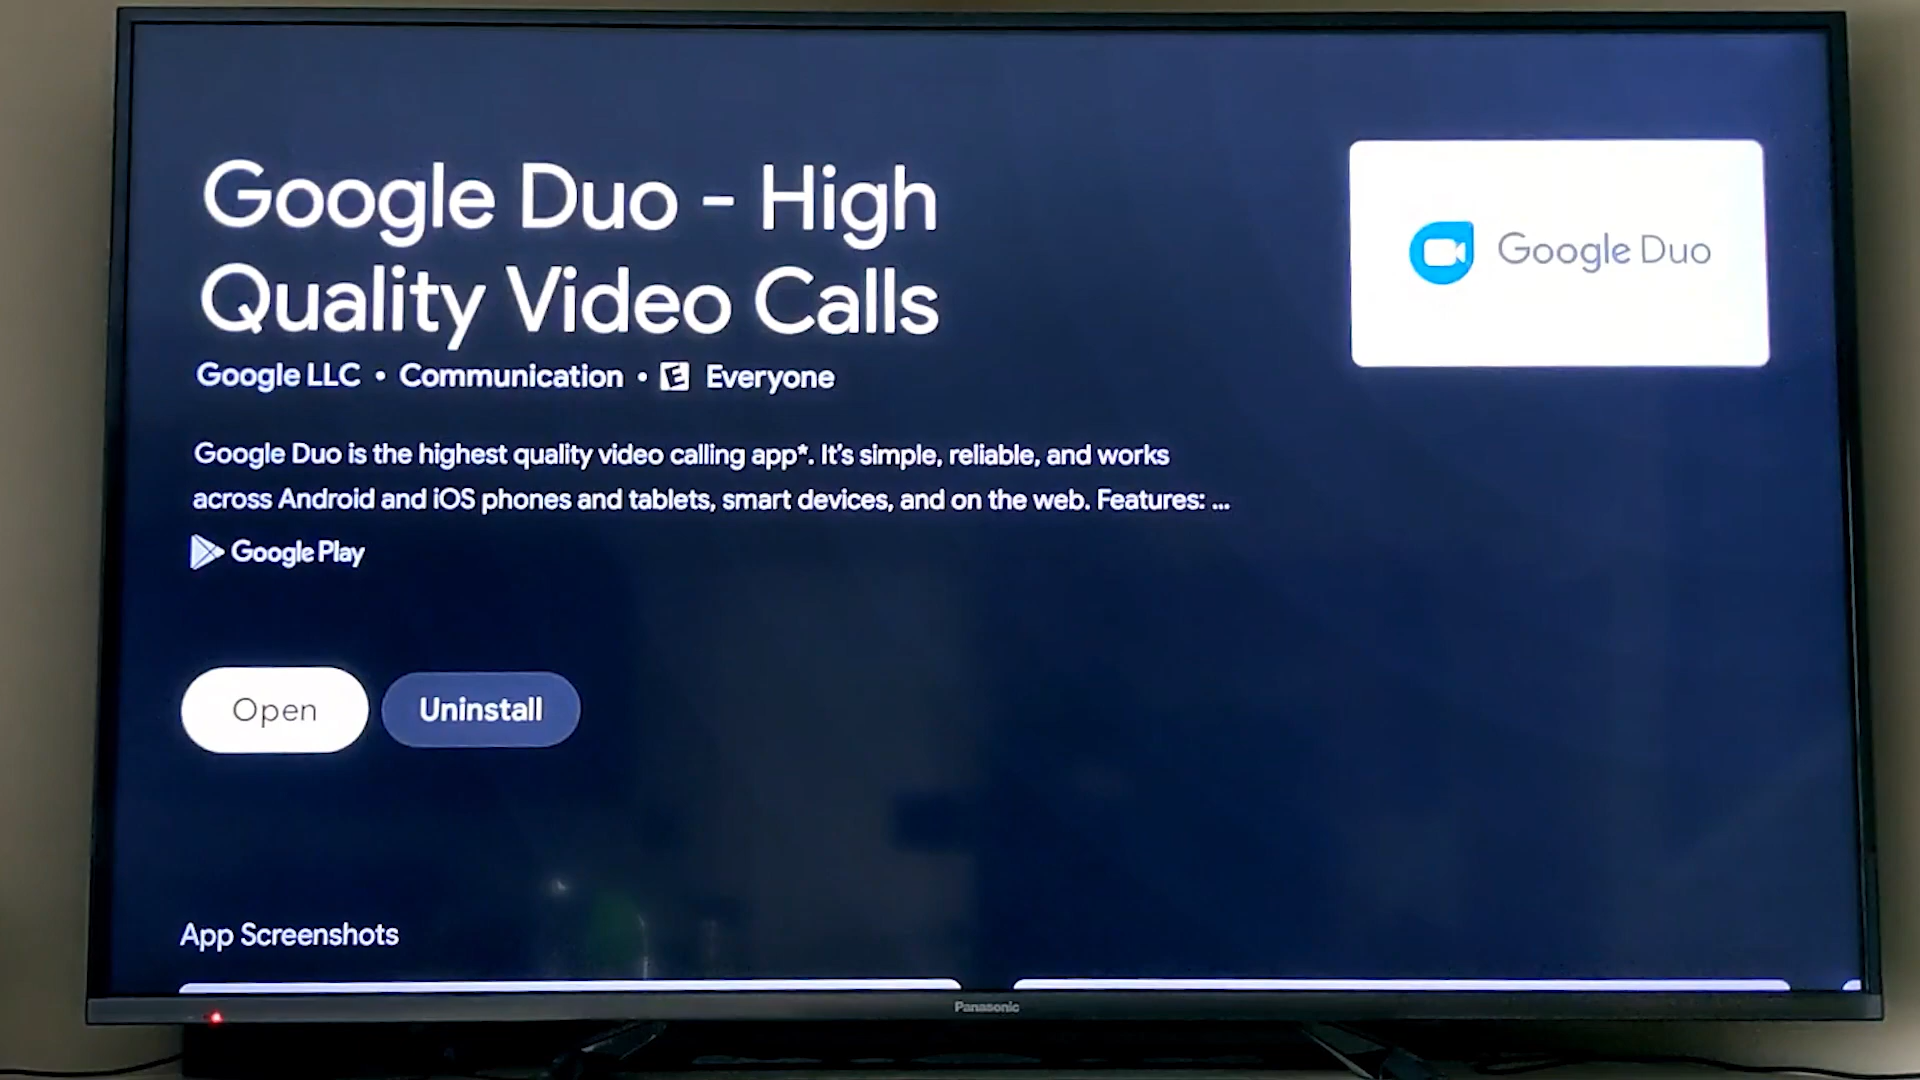 Google Duo - High
Quality Video Calls
Google Duo
Google LLC • Communication • E Everyone
Google Duo is the highest quality video calling app*. It's simple, reliable, and works
across Android and iOS phones and tablets, smart devices, and on the web. Features: ...
Google Play
Open
Uninstall
App Screenshots
Panasonic